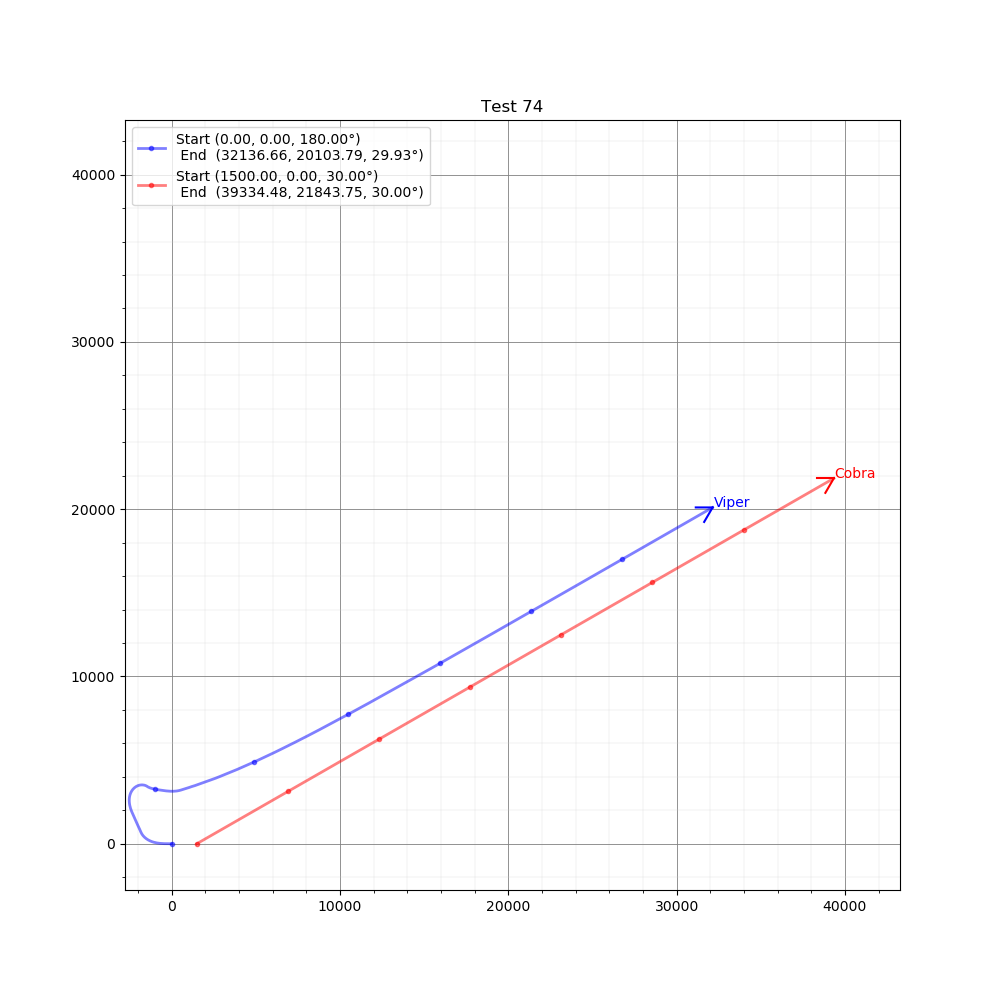 Test 74
Start (0.00, 0.00, 180.00°)
End  (32136.66, 20103.79, 29.93°)
Start (1500.00, 0.00, 30.00°)
End  (39334.48, 21843.75, 30.00°)
40000
30000
Cobra
Viper
20000
10000
0
0 10000 20000 30000 40000